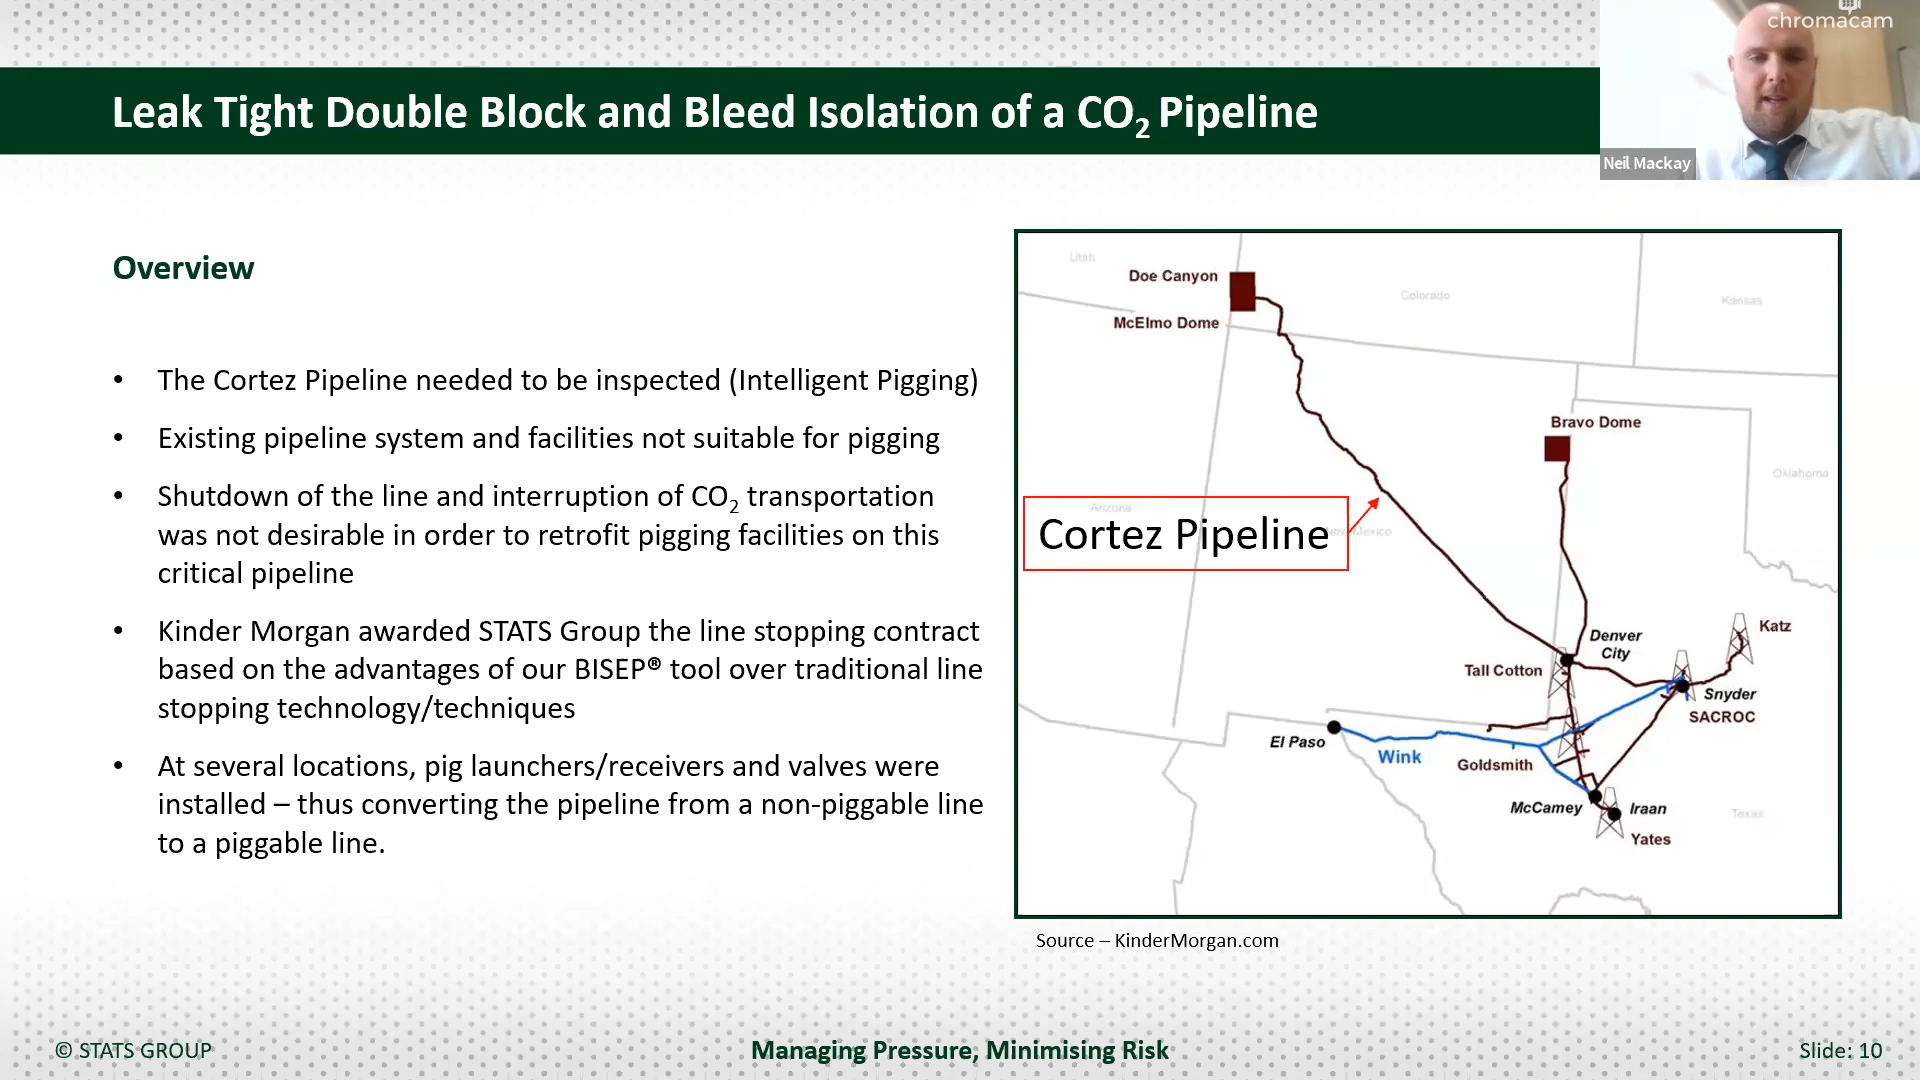 chromacam
Leak Tight Double Block and Bleed Isolation of a CO2 Pipeline
Neil Mackay
Overview
• The Cortez Pipeline needed to be inspected (Intelligent Pigging)
• Existing pipeline system and facilities not suitable for pigging
• Shutdown of the line and interruption of CO2 transportation
was not desirable in order to retrofit pigging facilities on this
critical pipeline
• Kinder Morgan awarded STATS Group the line stopping contract
based on the advantages of our BISEP® tool over traditional line
stopping technology/techniques
• At several locations, pig launchers/receivers and valves were
installed – thus converting the pipeline from a non-piggable line
to a piggable line.
Utah
Doe Canyon
Colorado
Kansas
McElmo Dome
Bravo Dome
Oklahoma
Arizona
Cortez Pipeline
Denver
City
Katz
Tall Cotton
Snyder
SACROC
El Paso
Wink
Goldsmith
McCamey
Iraan
Texas
Yates
Source – KinderMorgan.com
© STATS GROUP
Managing Pressure, Minimising Risk
Slide: 10